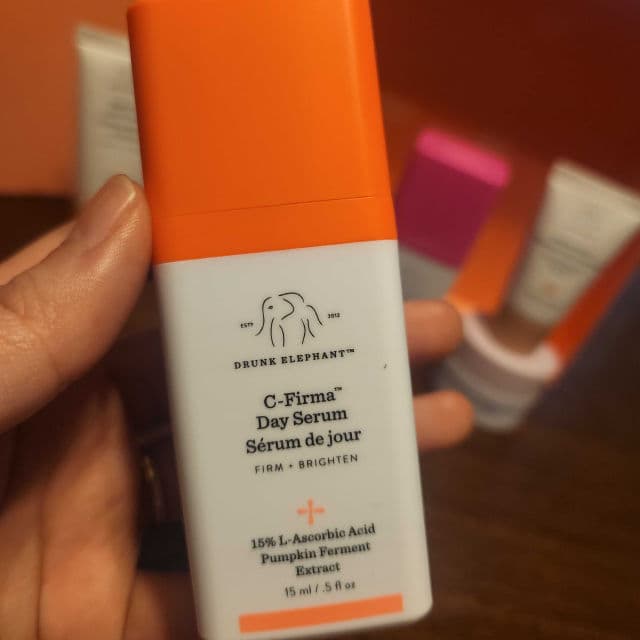 ESTD 2012
DRUNK ELEPHANT™
C-Firma™
Day Serum
Sérum de jour
FIRM + BRIGHTEN
15% L-Ascorbic Acid
Pumpkin Ferment
Extract
15 ml / .5 fl oz